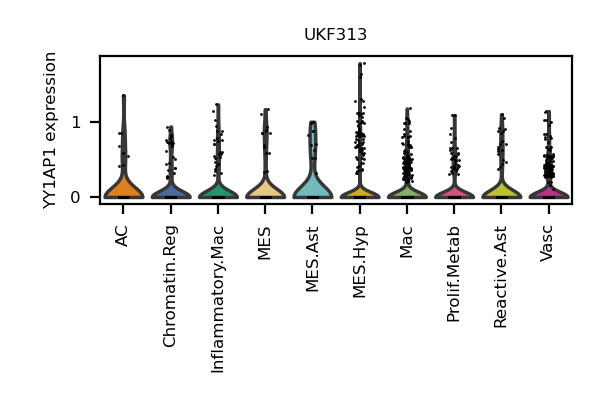 UKF313
YY1AP1 expression
1
0
AC
Chromatin.Reg
Inflammatory.Mac
MES
MES.Ast
MES.Hyp
Mac
Prolif.Metab
Reactive.Ast
Vasc